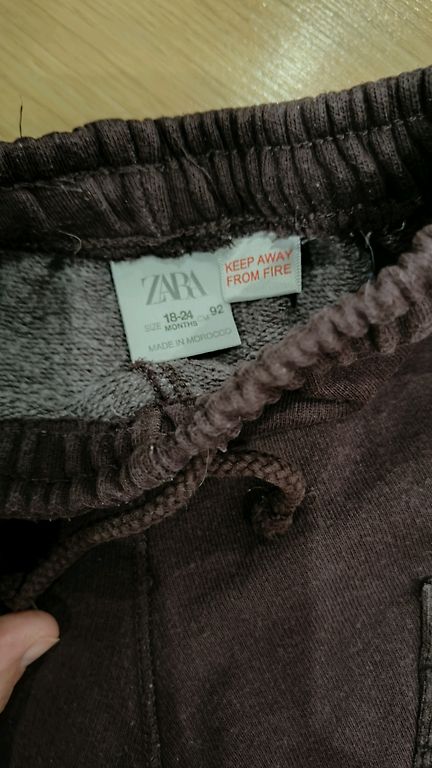 ZARA
SIZE 18-24 MONTHS CM 92
MADE IN MOROCCO
KEEP AWAY
FROM FIRE